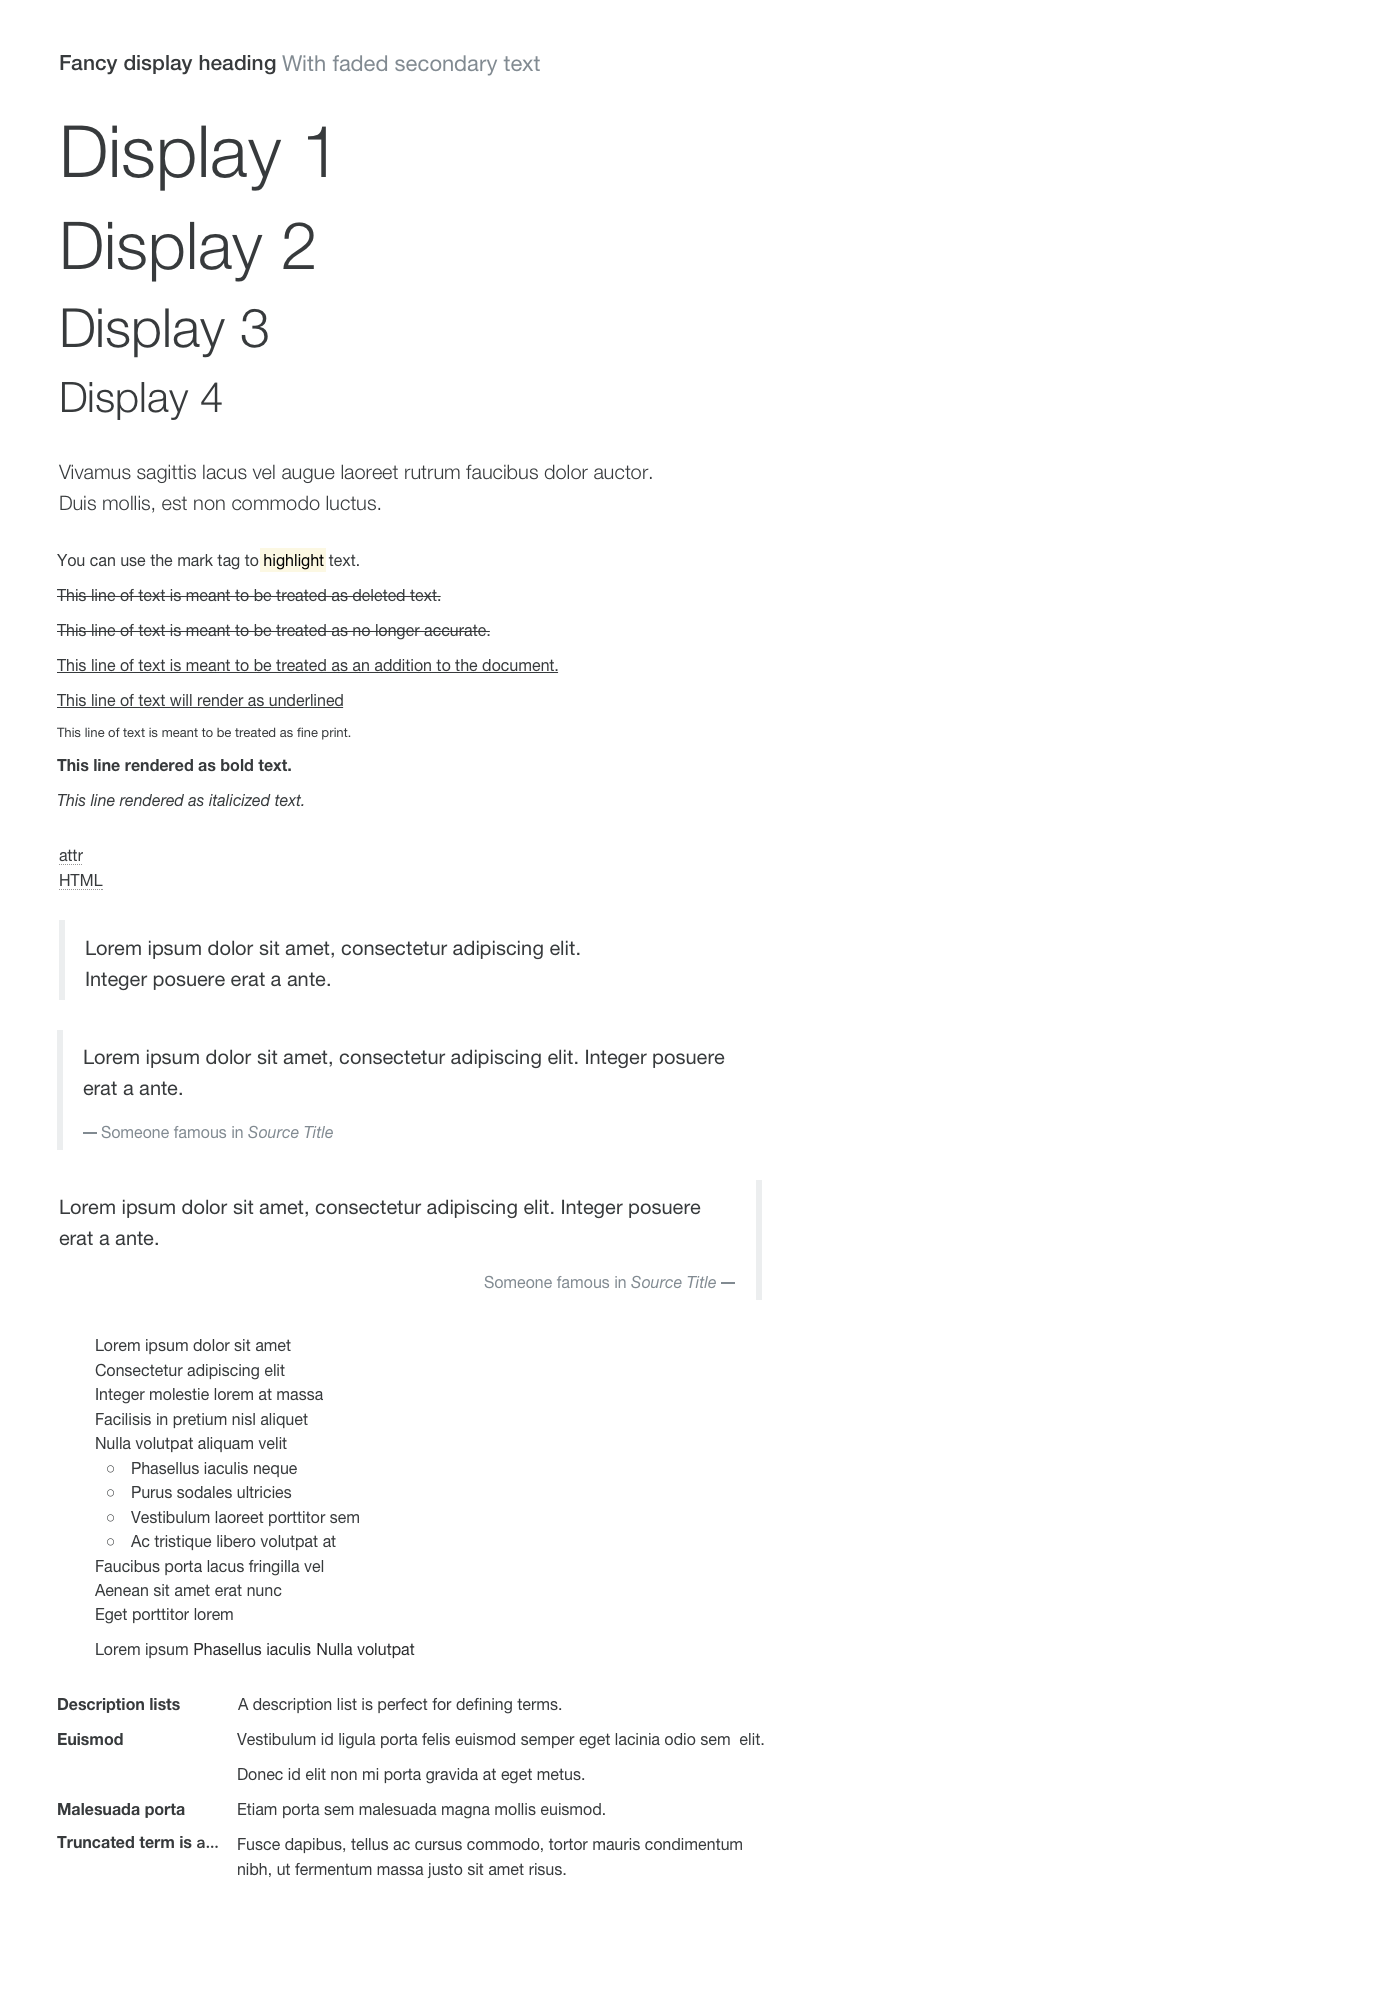 Fancy display heading With faded secondary text
Display 1
Display 2
Display 3
Display 4
Vivamus sagittis lacus vel augue laoreet rutrum faucibus dolor auctor.
Duis mollis, est non commodo luctus.
You can use the mark tag to highlight text.
This line of text is meant to be treated as deleted text.
This line of text is meant to be treated as no longer accurate.
This line of text is meant to be treated as an addition to the document.
This line of text will render as underlined
This line of text is meant to be treated as fine print.
This line rendered as bold text.
This line rendered as italicized text.
attr
HTML
Lorem ipsum dolor sit amet, consectetur adipiscing elit.
Integer posuere erat a ante.
Lorem ipsum dolor sit amet, consectetur adipiscing elit. Integer posuere
erat a ante.
— Someone famous in Source Title
Lorem ipsum dolor sit amet, consectetur adipiscing elit. Integer posuere
erat a ante.
Someone famous in Source Title —
Lorem ipsum dolor sit amet
Consectetur adipiscing elit
Integer molestie lorem at massa
Facilisis in pretium nisl aliquet
Nulla volutpat aliquam velit
○ Phasellus iaculis neque
○ Purus sodales ultricies
○ Vestibulum laoreet porttitor sem
○ Ac tristique libero volutpat at
Faucibus porta lacus fringilla vel
Aenean sit amet erat nunc
Eget porttitor lorem
Lorem ipsum Phasellus iaculis Nulla volutpat
Description lists A description list is perfect for defining terms.
Euismod Vestibulum id ligula porta felis euismod semper eget lacinia odio sem elit.
Donec id elit non mi porta gravida at eget metus.
Malesuada porta Etiam porta sem malesuada magna mollis euismod.
Truncated term is a... Fusce dapibus, tellus ac cursus commodo, tortor mauris condimentum
nibh, ut fermentum massa justo sit amet risus.